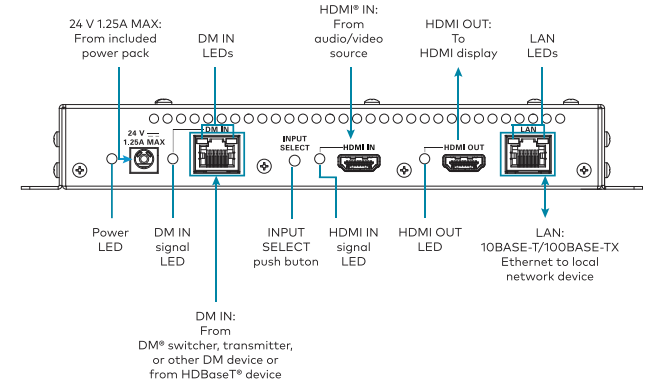 24 V 1.25A MAX:
From included
power pack
DM IN
LEDs
HDMI® IN:
From
audio/video
source
HDMI OUT:
To
HDMI display
LAN
LEDs
24 V
1.25A MAX
DM IN
INPUT
SELECT
HDMI IN
HDMI OUT
LAN
Power
LED
DM IN
signal
LED
INPUT
SELECT
push buton
HDMI IN
signal
LED
HDMI OUT
LED
LAN:
10BASE-T/100BASE-TX
Ethernet to local
network device
DM IN:
From
DM® switcher, transmitter,
or other DM device or
from HDBaseT® device